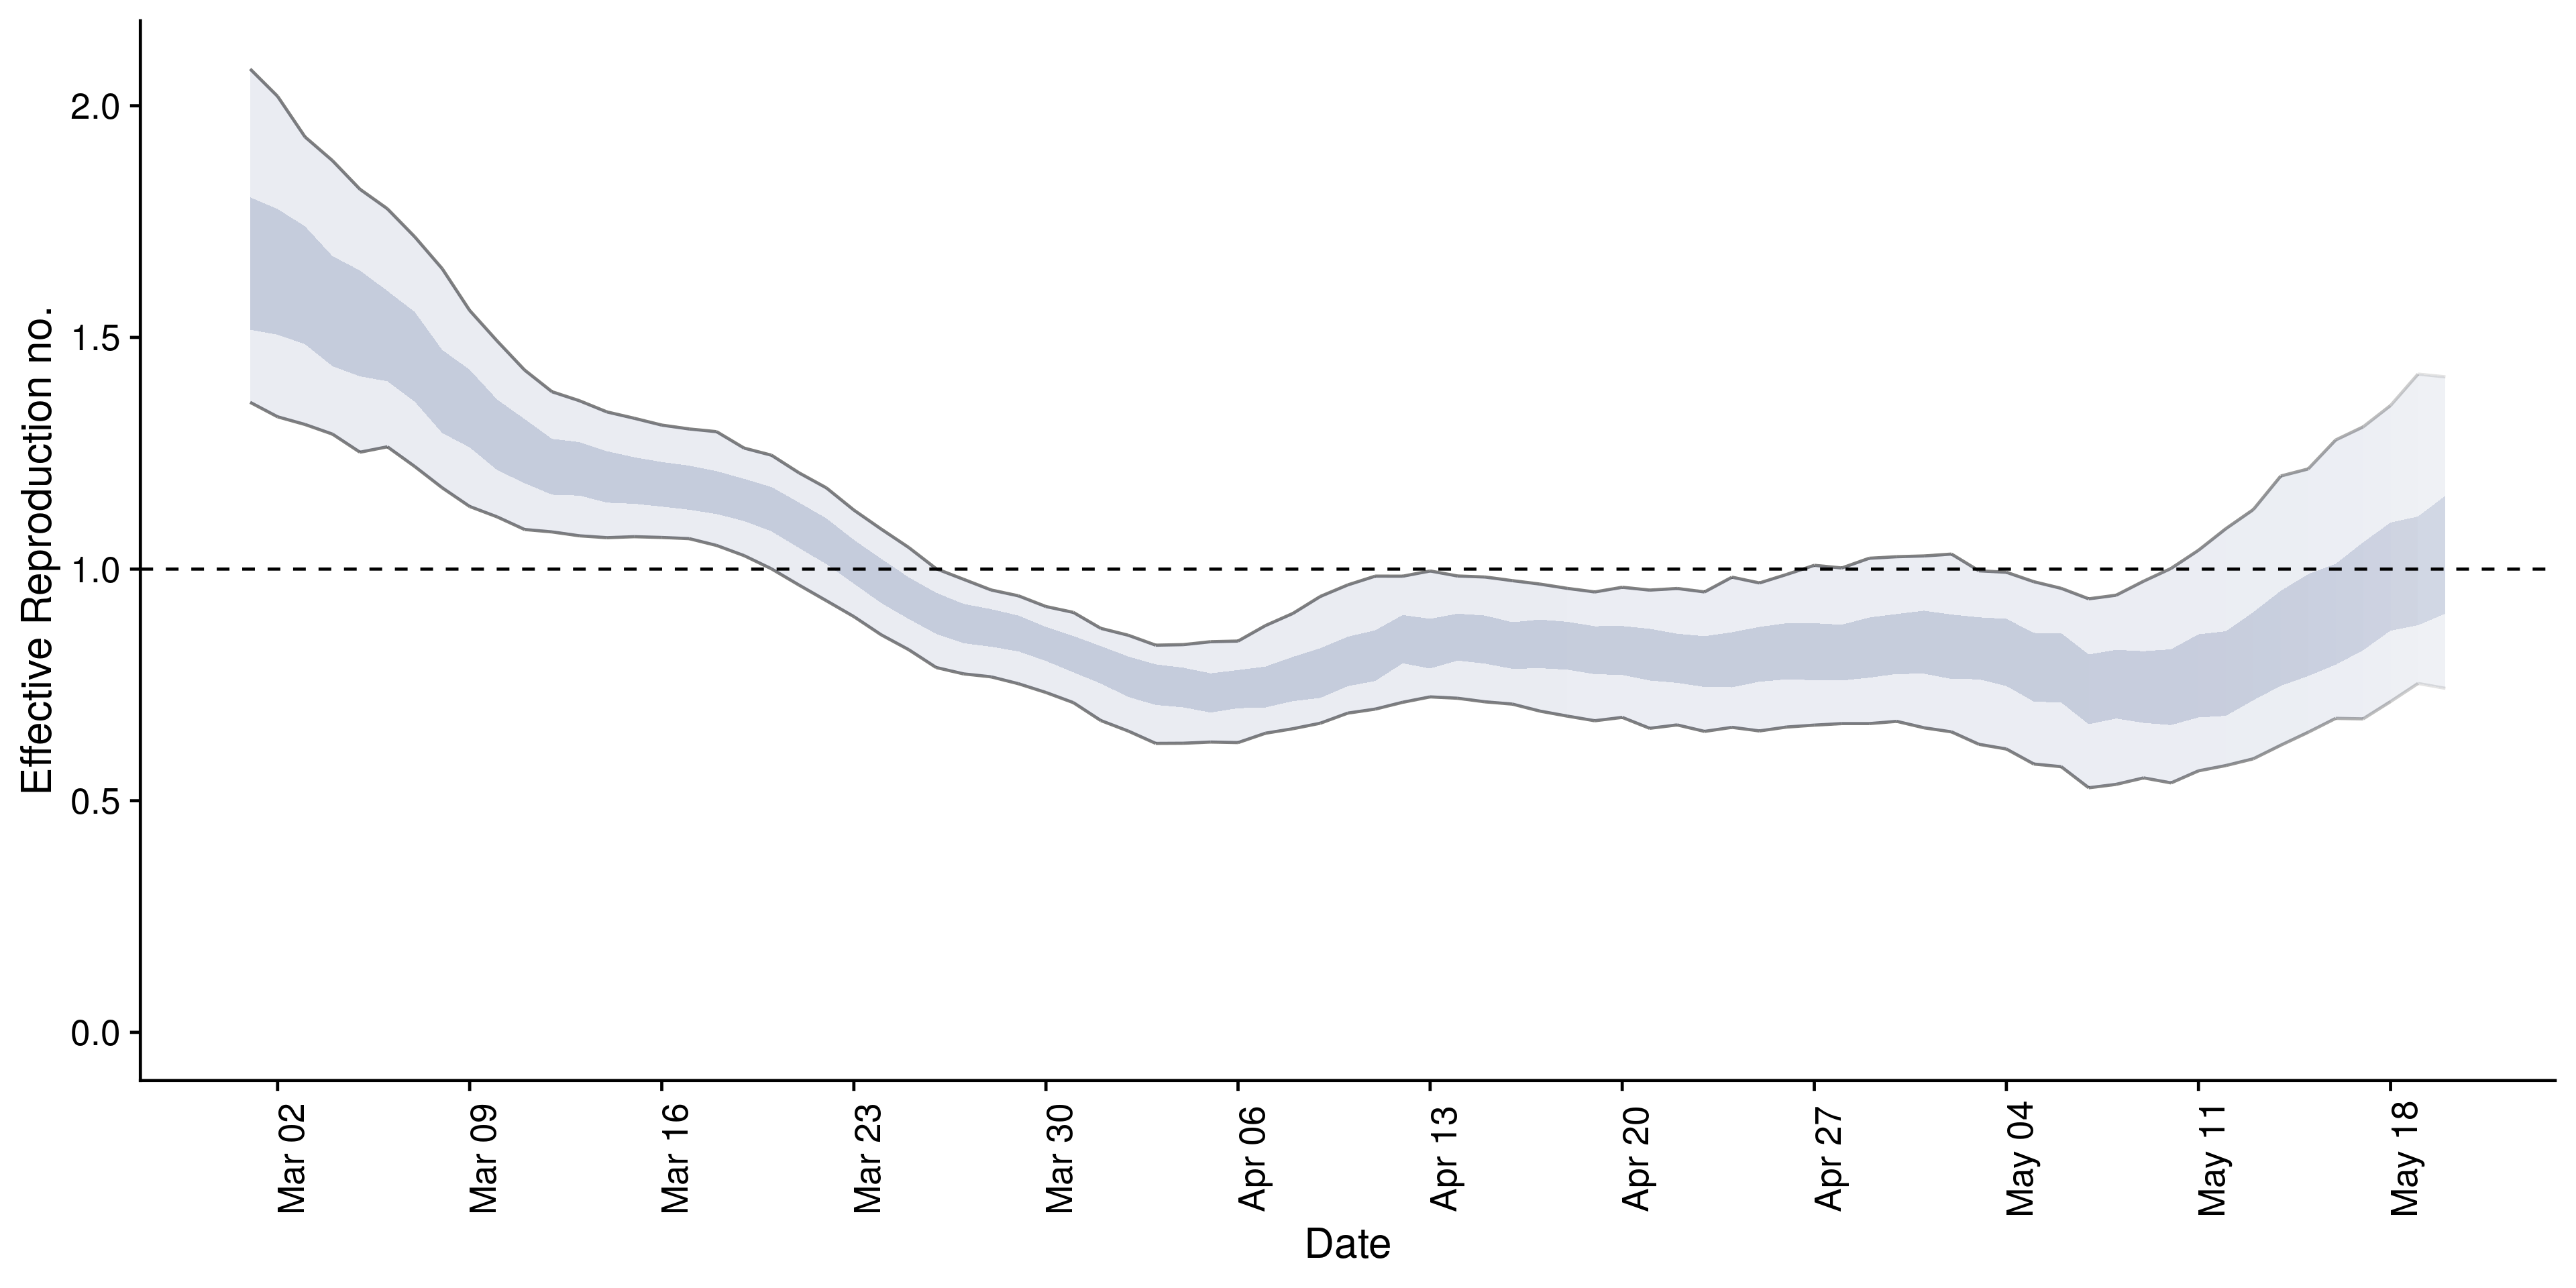 Effective Reproduction no.
2.0
1.5
1.0
0.5
0.0
Mar 02
Mar 09
Mar 16
Mar 23
Mar 30
Apr 06
Apr 13
Apr 20
Apr 27
May 04
May 11
May 18
Date